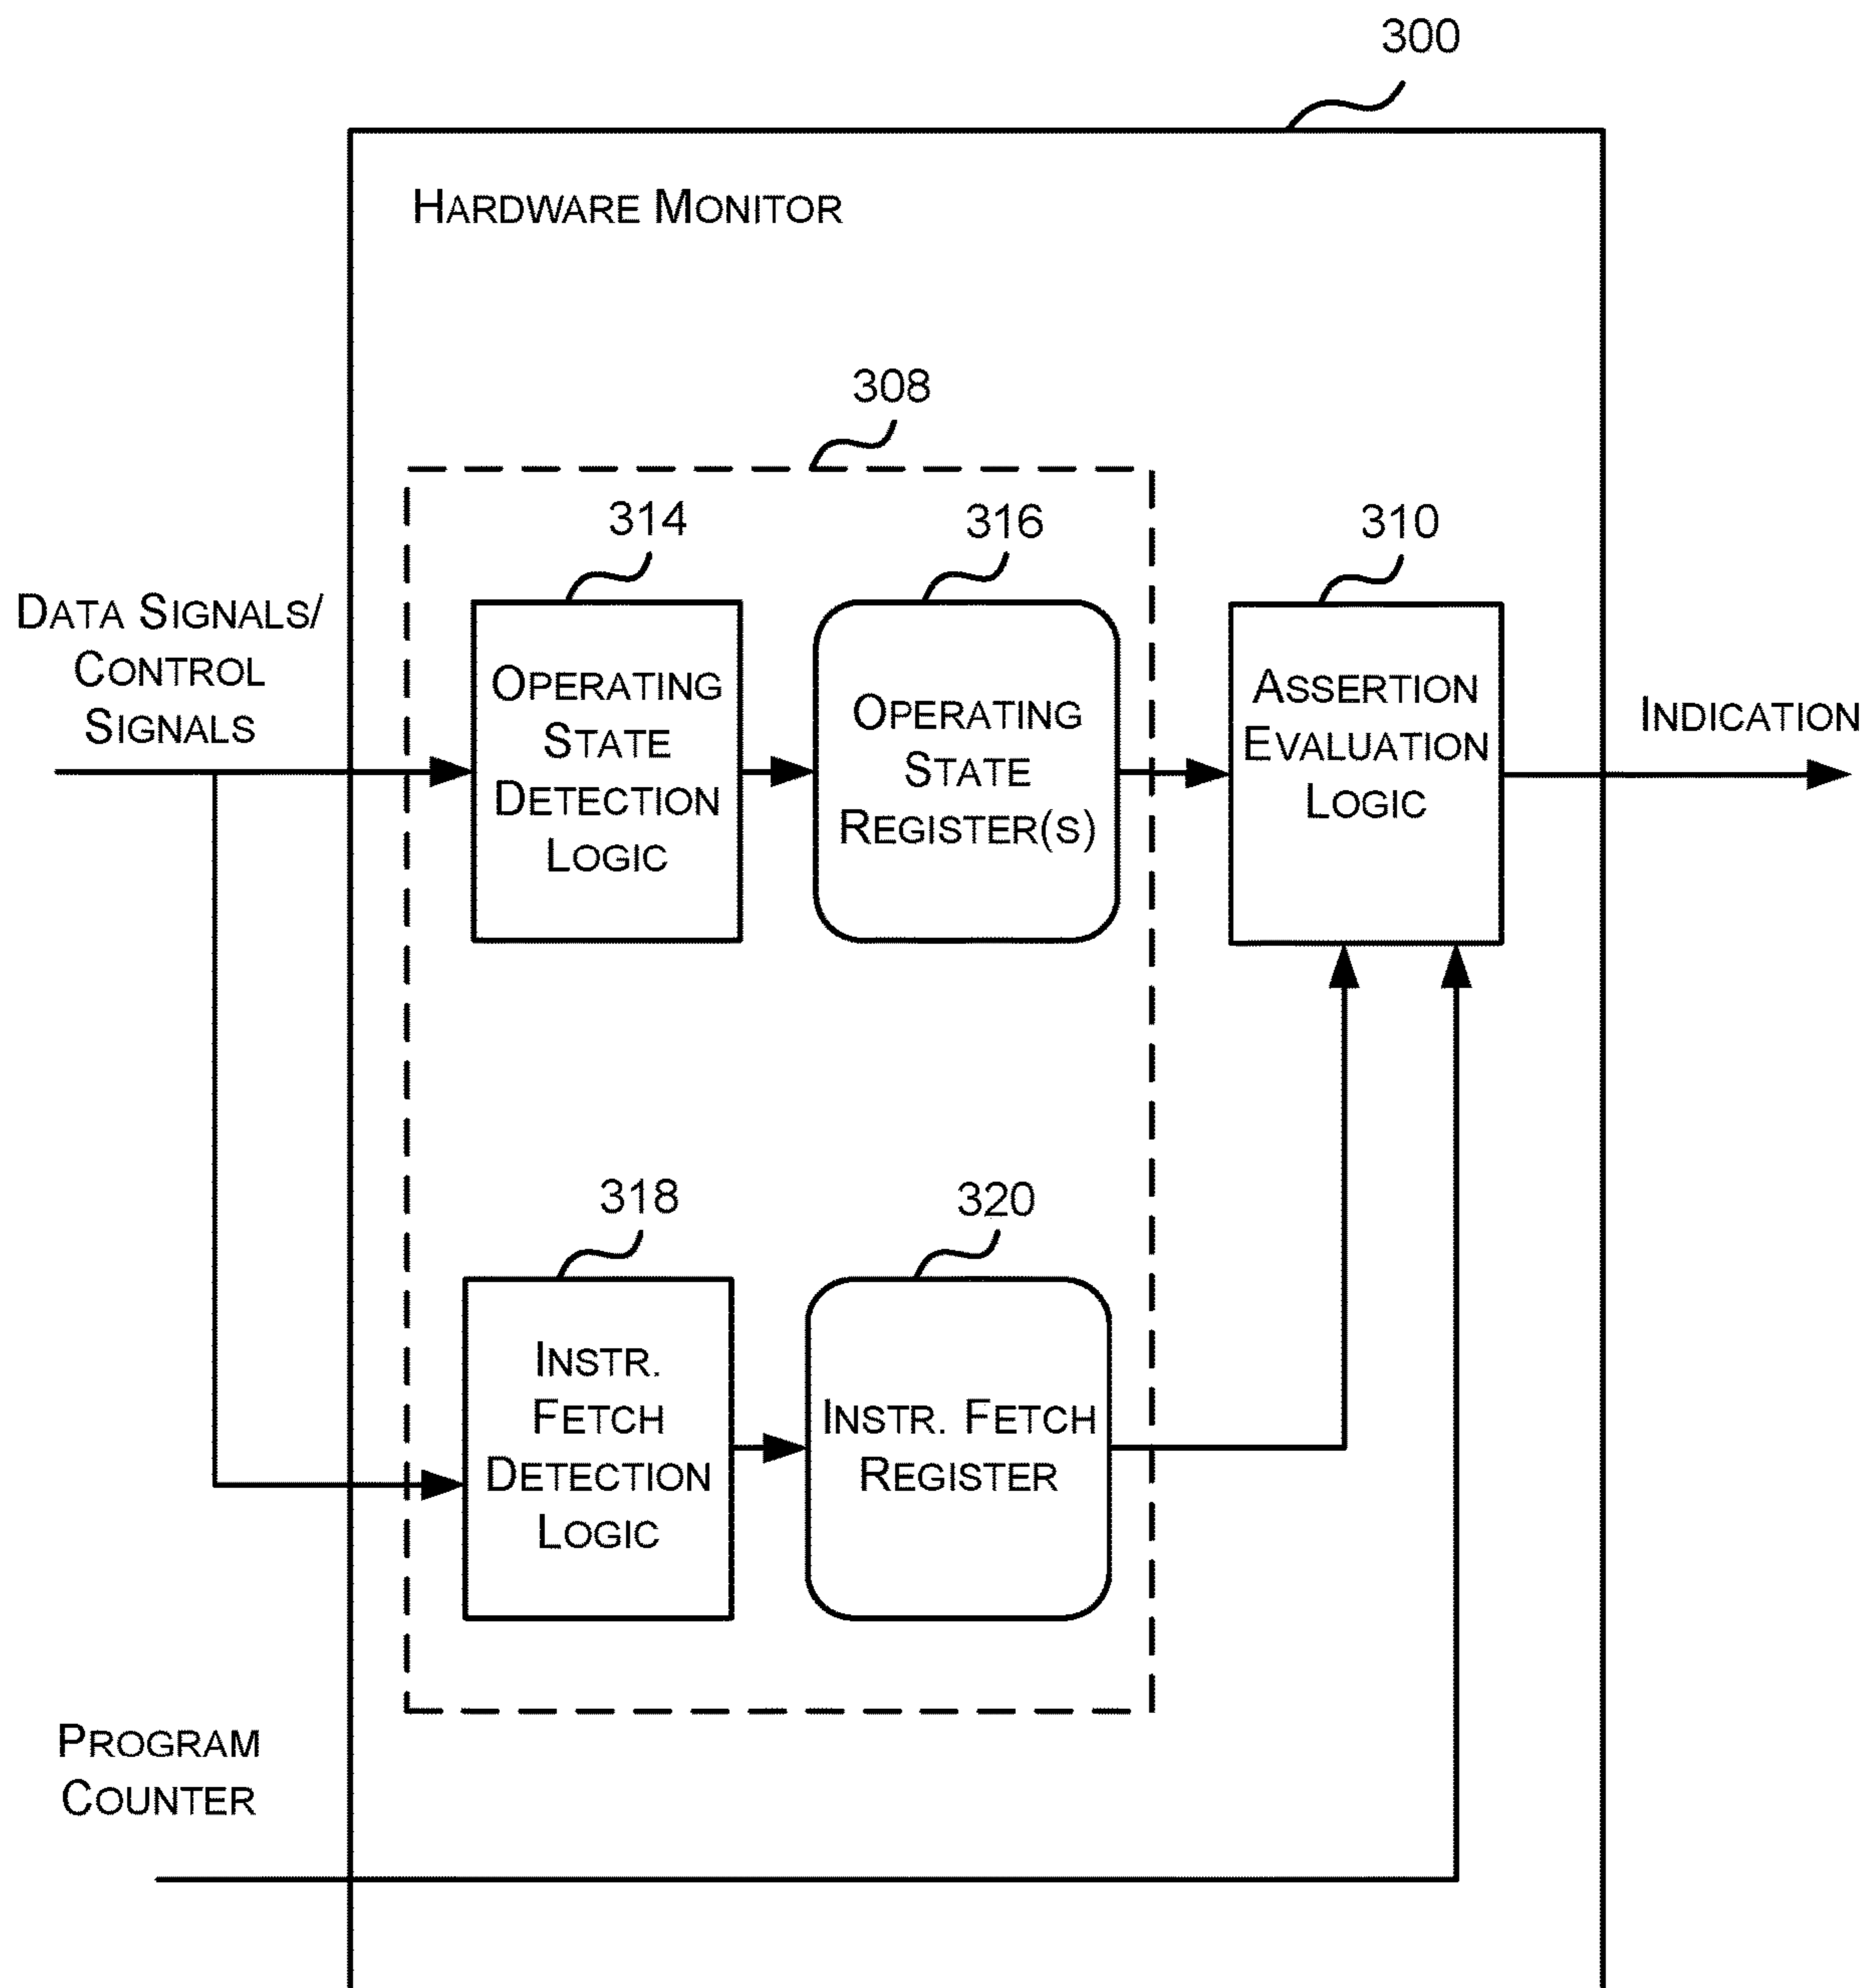 300
HARDWARE MONITOR
308
314
316
310
DATA SIGNALS/
CONTROL
SIGNALS
OPERATING
STATE
DETECTION
LOGIC
OPERATING
STATE
REGISTER(S)
ASSERTION
EVALUATION
LOGIC
INDICATION
318
320
INSTR.
FETCH
DETECTION
LOGIC
INSTR. FETCH
REGISTER
PROGRAM
COUNTER